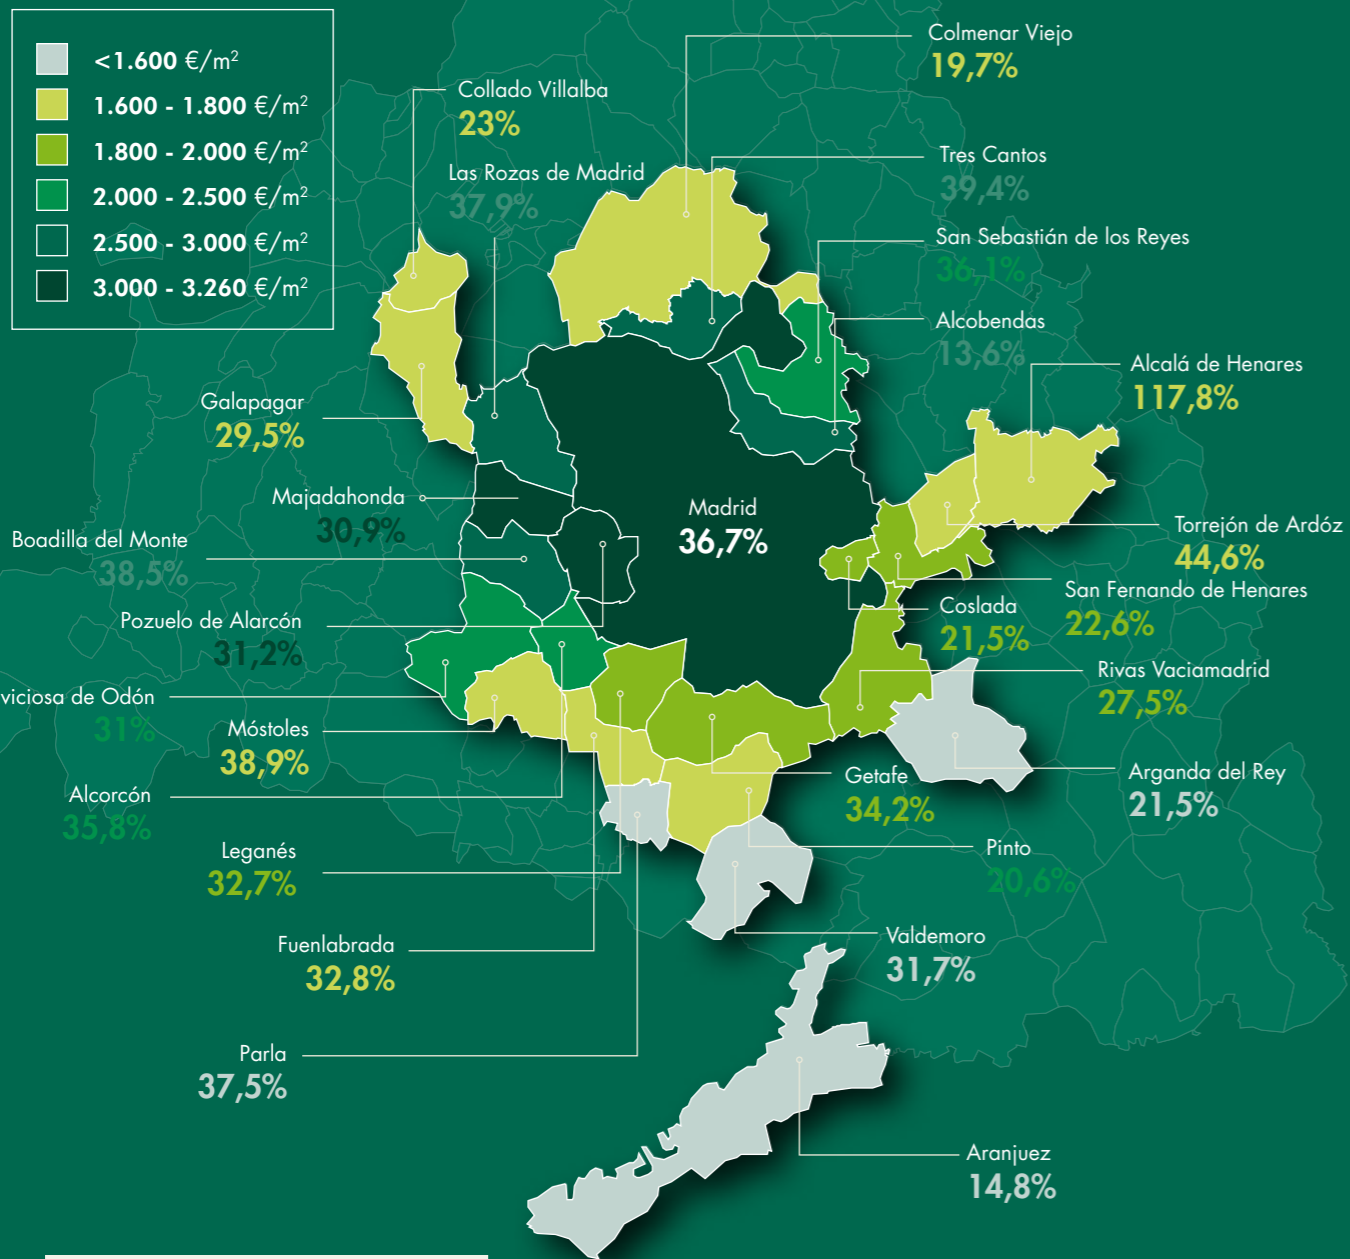 <1.600 €/m²
1.600 - 1.800 €/m²
1.800 - 2.000 €/m²
2.000 - 2.500 €/m²
2.500 - 3.000 €/m²
3.000 - 3.260 €/m²
Colmenar Viejo
19,7%
Collado Villalba
23%
Tres Cantos
39,4%
Las Rozas de Madrid
37,9%
San Sebastián de los Reyes
36,1%
Alcobendas
13,6%
Alcalá de Henares
117,8%
Galapagar
29,5%
Majadahonda
30,9%
Madrid
36,7%
Torrejón de Ardóz
44,6%
Boadilla del Monte
38,5%
San Fernando de Henares
22,6%
Coslada
21,5%
Pozuelo de Alarcón
31,2%
Rivas Vaciamadrid
27,5%
viciosa de Odón
31%
Móstoles
38,9%
Getafe
34,2%
Arganda del Rey
21,5%
Alcorcón
35,8%
Leganés
32,7%
Pinto
20,6%
Fuenlabrada
32,8%
Valdemoro
31,7%
Parla
37,5%
Aranjuez
14,8%